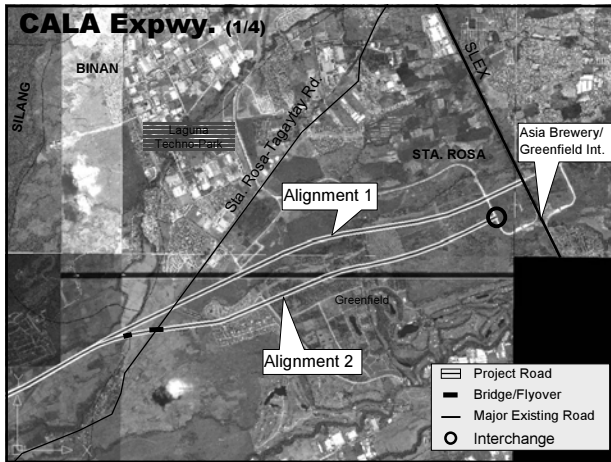 CALA Expwy. (1/4)
BINAN
SILANG
SLEX
Laguna
Techno-Park
Sta. Rosa-Tagaytay Rd.
STA. ROSA
Asia Brewery/
Greenfield Int.
Alignment 1
Greenfield
Alignment 2
Project Road
Bridge/Flyover
Major Existing Road
Interchange
X